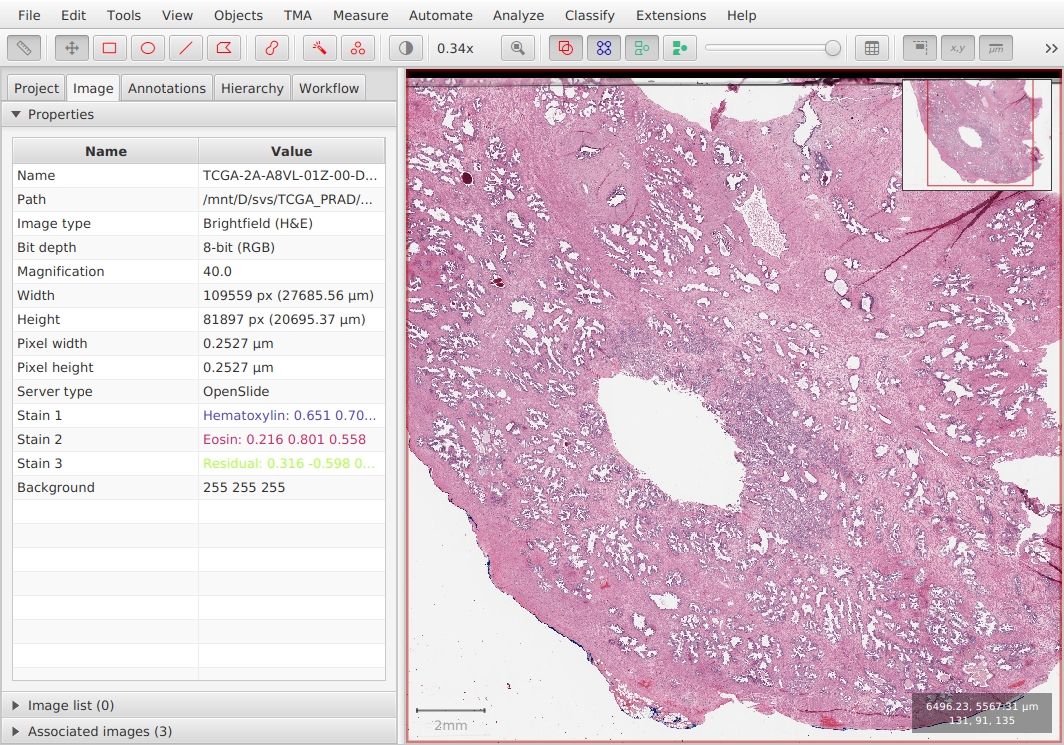 File Edit Tools View Objects TMA Measure Automate Analyze Classify Extensions Help
0.34x x,y μm
Project Image Annotations Hierarchy Workflow
Properties
Name Value
Name TCGA-2A-A8VL-01Z-00-D...
Path /mnt/D/svs/TCGA_PRAD/...
Image type Brightfield (H&E)
Bit depth 8-bit (RGB)
Magnification 40.0
Width 109559 px (27685.56 μm)
Height 81897 px (20695.37 μm)
Pixel width 0.2527 μm
Pixel height 0.2527 μm
Server type OpenSlide
Stain 1 Hematoxylin: 0.651 0.70...
Stain 2 Eosin: 0.216 0.801 0.558
Stain 3 Residual: 0.316 -0.598 0...
Background 255 255 255
Image list (0)
Associated images (3)
2mm
6496.23, 5567.31 μm
131, 91, 135